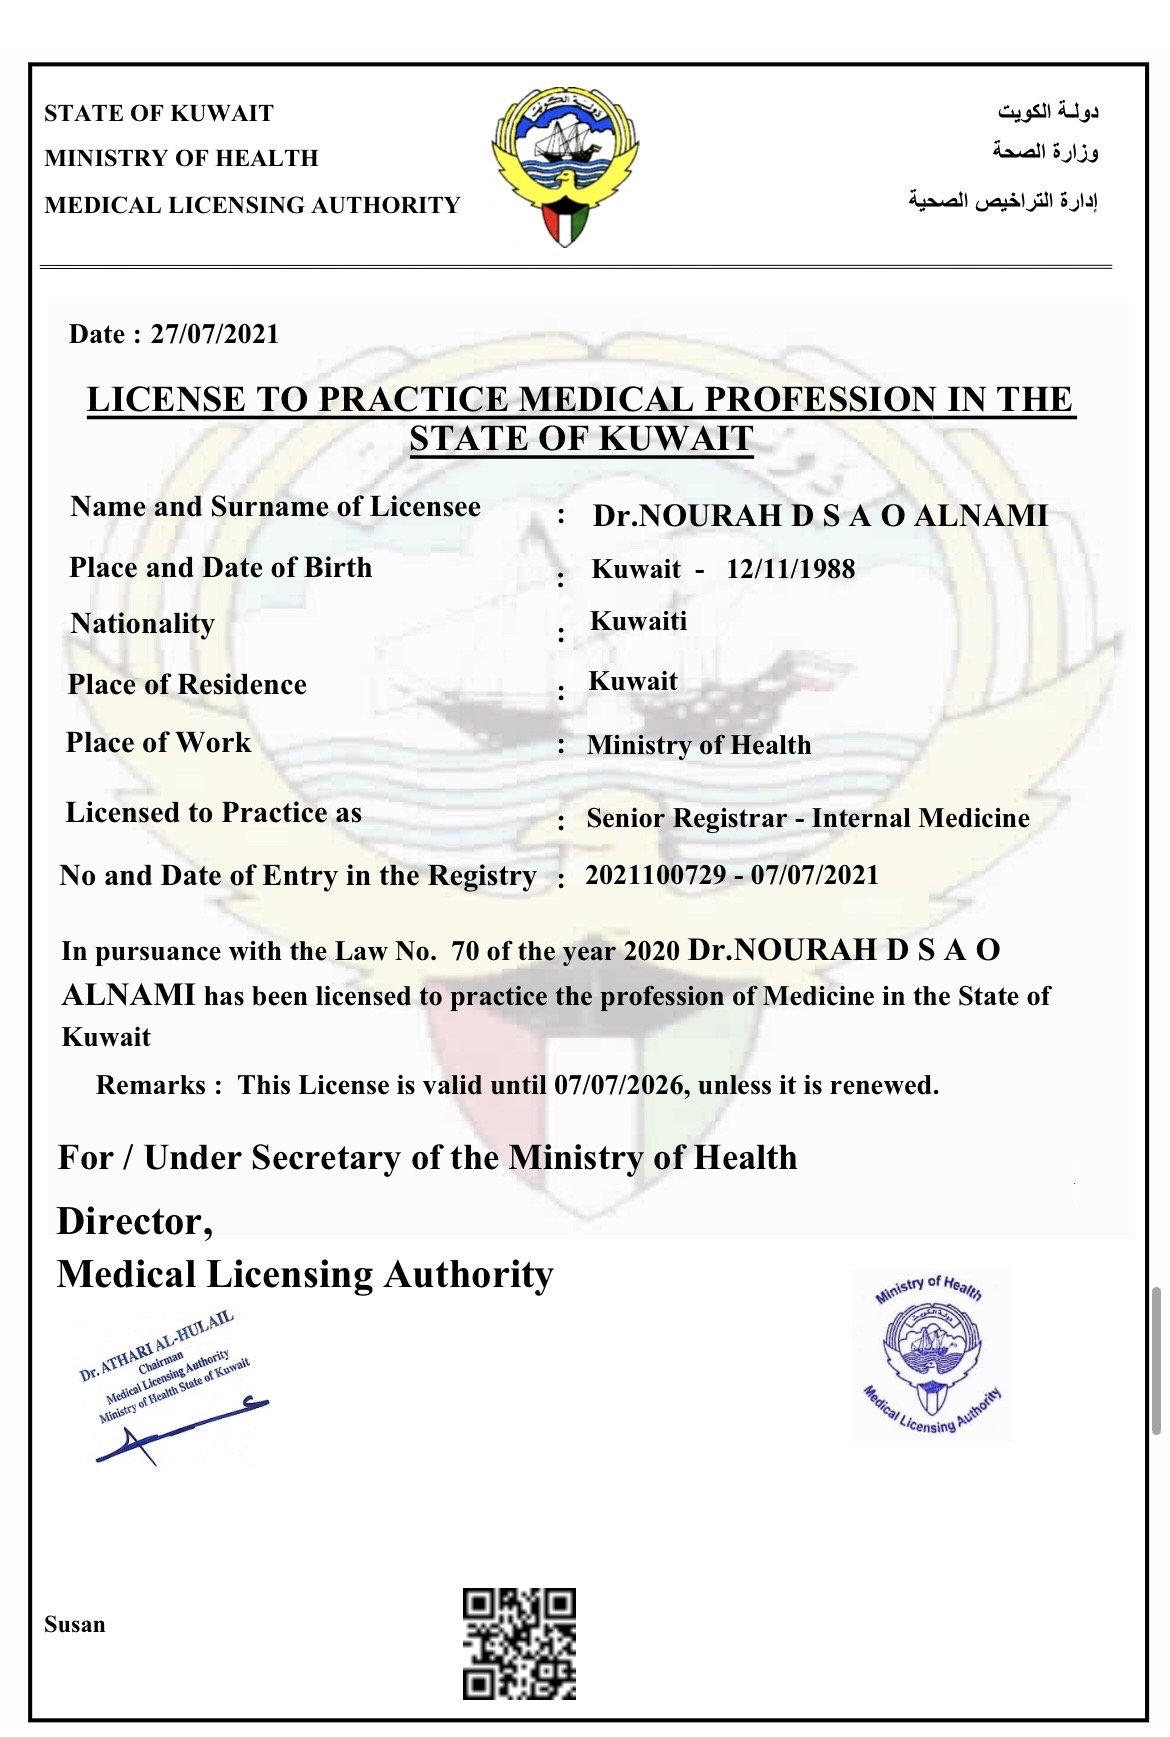 STATE OF KUWAIT
MINISTRY OF HEALTH
MEDICAL LICENSING AUTHORITY
دولة الكويت
وزارة الصحة
إدارة التراخيص الصحية
Date : 27/07/2021
LICENSE TO PRACTICE MEDICAL PROFESSION IN THE
STATE OF KUWAIT
Name and Surname of Licensee : Dr.NOURAH D S A O ALNAMI
Place and Date of Birth : Kuwait - 12/11/1988
Nationality : Kuwaiti
Place of Residence : Kuwait
Place of Work : Ministry of Health
Licensed to Practice as : Senior Registrar - Internal Medicine
No and Date of Entry in the Registry : 2021100729 - 07/07/2021
In pursuance with the Law No. 70 of the year 2020 Dr.NOURAH D S A O
ALNAMI has been licensed to practice the profession of Medicine in the State of
Kuwait
Remarks : This License is valid until 07/07/2026, unless it is renewed.
For / Under Secretary of the Ministry of Health
Director,
Medical Licensing Authority
Dr. ATHARI AL-HULAIL
Chairman
Medical Licensing Authority
Ministry of Health State of Kuwait
Ministry of Health
Medical Licensing Authority
Susan